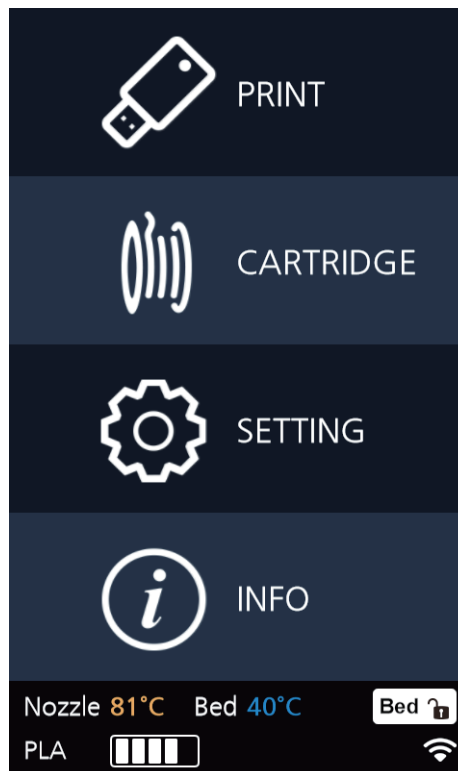 PRINT
CARTRIDGE
SETTING
INFO
Nozzle 81°C Bed 40°C Bed
PLA